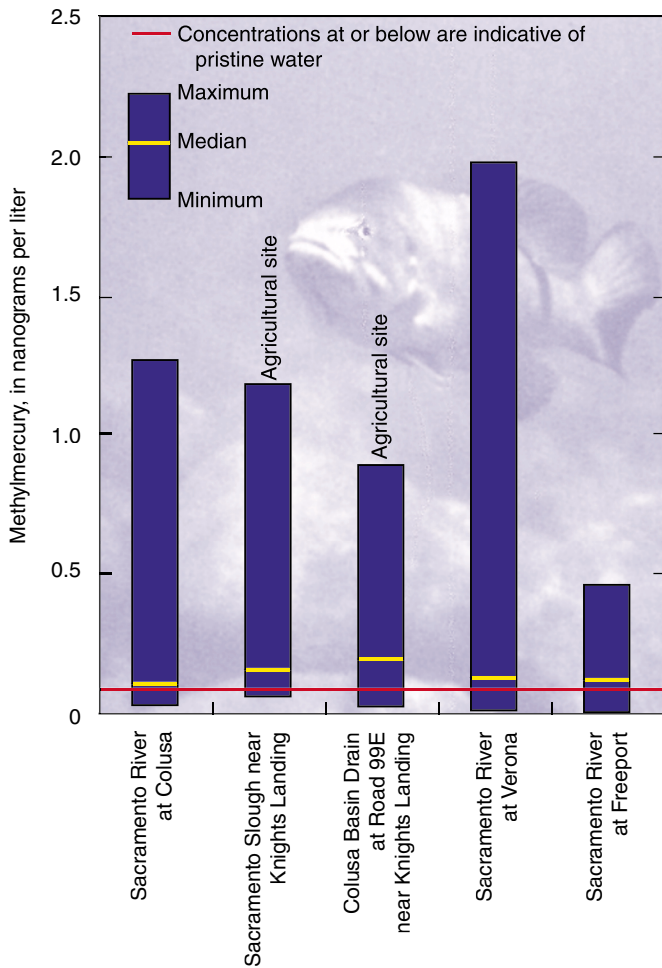 2.5
2.0
1.5
1.0
0.5
0
Methylmercury, in nanograms per liter
Concentrations at or below are indicative of
pristine water
Maximum
Median
Minimum
Agricultural site
Agricultural site
Sacramento River
at Colusa
Sacramento Slough near
Knights Landing
Colusa Basin Drain
at Road 99E
near Knights Landing
Sacramento River
at Verona
Sacramento River
at Freeport